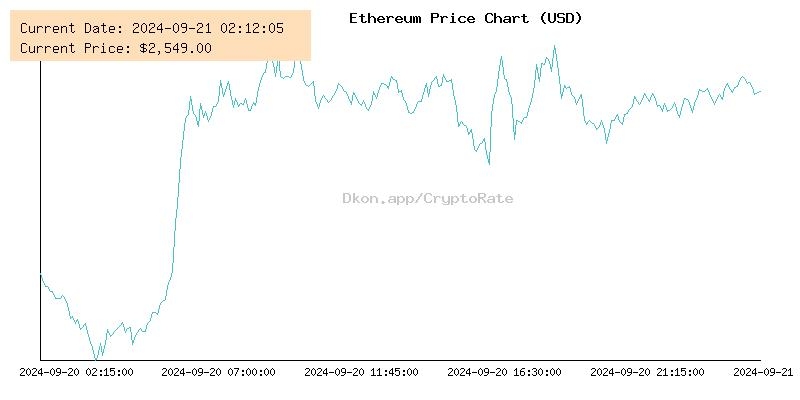 Ethereum Price Chart (USD)
Current Date: 2024-09-21 02:12:05
Current Price: $2,549.00
Dkon.app/CryptoRate
2024-09-20 02:15:00 2024-09-20 07:00:00 2024-09-20 11:45:00 2024-09-20 16:30:00 2024-09-20 21:15:00 2024-09-21